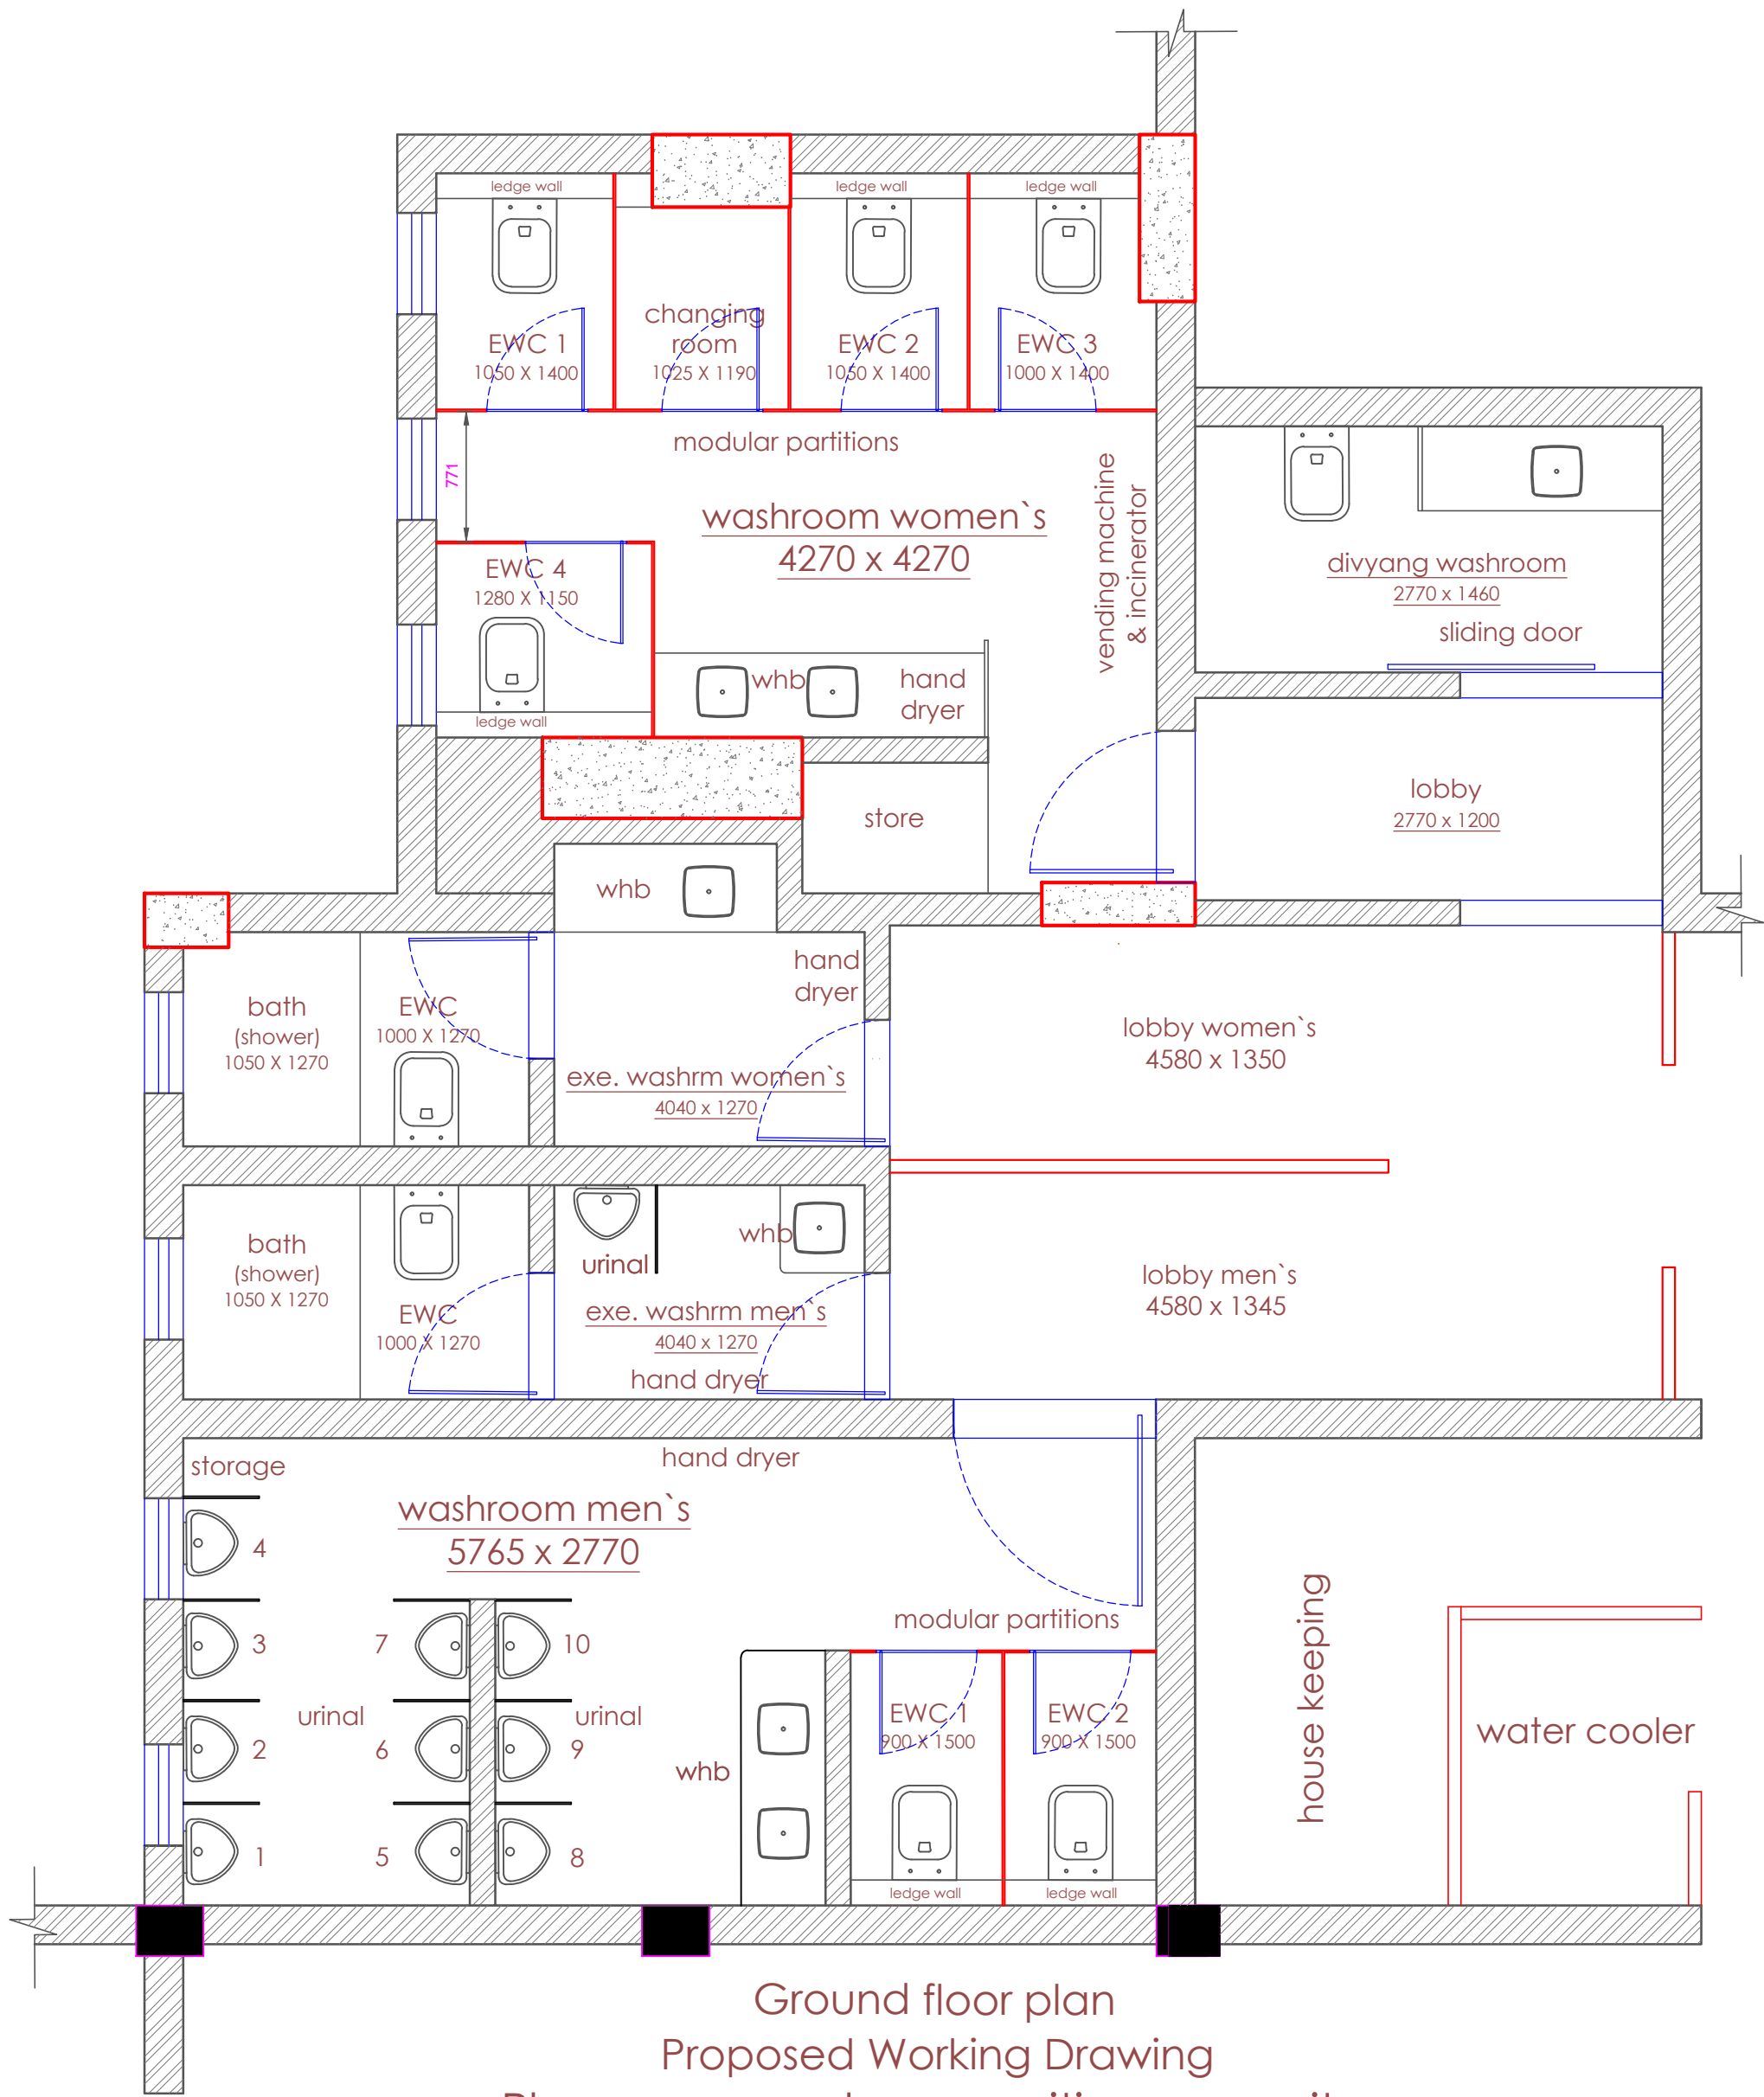 ledge wall
ledge wall
ledge wall
EWC 1
1050 X 1400
changing
room
1025 X 1190
EWC 2
1050 X 1400
EWC 3
1000 X 1400
modular partitions
771
washroom women`s
4270 x 4270
vending machine
& incinerator
EWC 4
1280 X 1150
ledge wall
whb
hand
dryer
divyang washroom
2770 x 1460
sliding door
store
lobby
2770 x 1200
whb
hand
dryer
bath
(shower)
1050 X 1270
EWC
1000 X 1270
exe. washrm women`s
4040 x 1270
lobby women`s
4580 x 1350
bath
(shower)
1050 X 1270
EWC
1000 X 1270
urinal
whb
exe. washrm men`s
4040 x 1270
hand dryer
lobby men`s
4580 x 1345
storage
hand dryer
washroom men`s
5765 x 2770
4
3
2
1
urinal
7
6
5
10
9
8
urinal
whb
modular partitions
EWC 1
900 X 1500
EWC 2
900 X 1500
ledge wall
ledge wall
house keeping
water cooler
Ground floor plan
Proposed Working Drawing